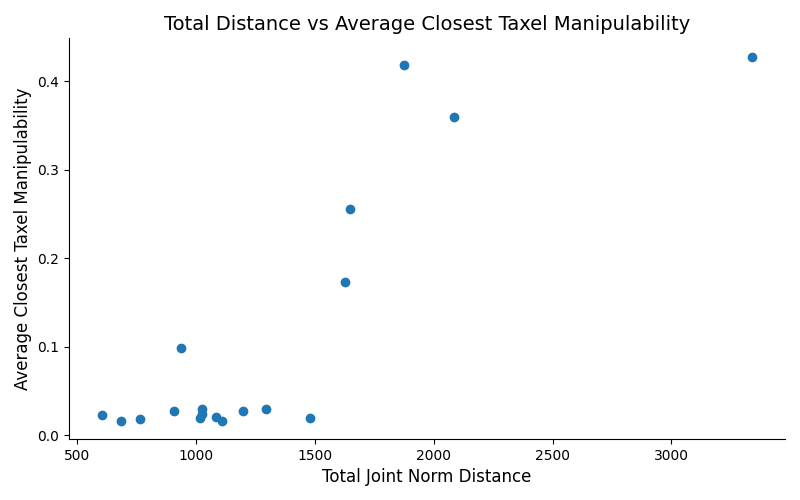 Total Distance vs Average Closest Taxel Manipulability
Average Closest Taxel Manipulability
0.4
0.3
0.2
0.1
0.0
500 1000 1500 2000 2500 3000
Total Joint Norm Distance